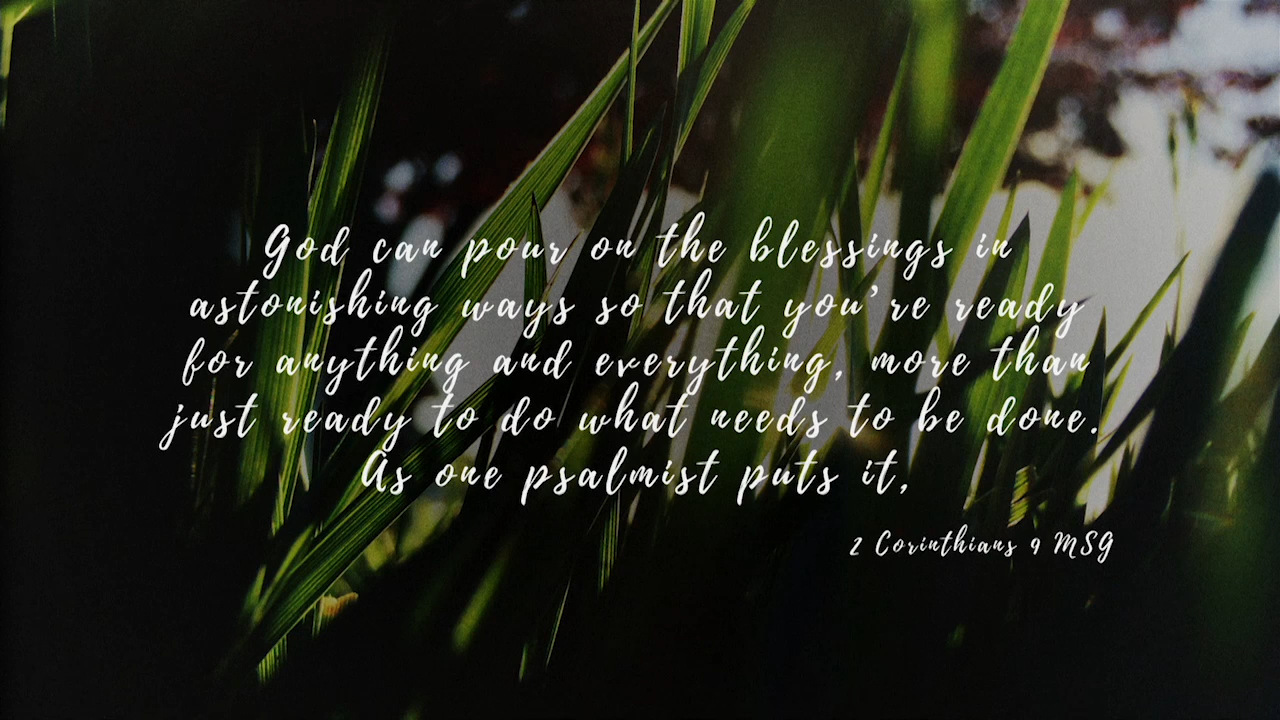 God can pour on the blessings in
astonishing ways so that you're ready
for anything and everything, more than
just ready to do what needs to be done.
As one psalmist puts it,
2 Corinthians 9 MSG